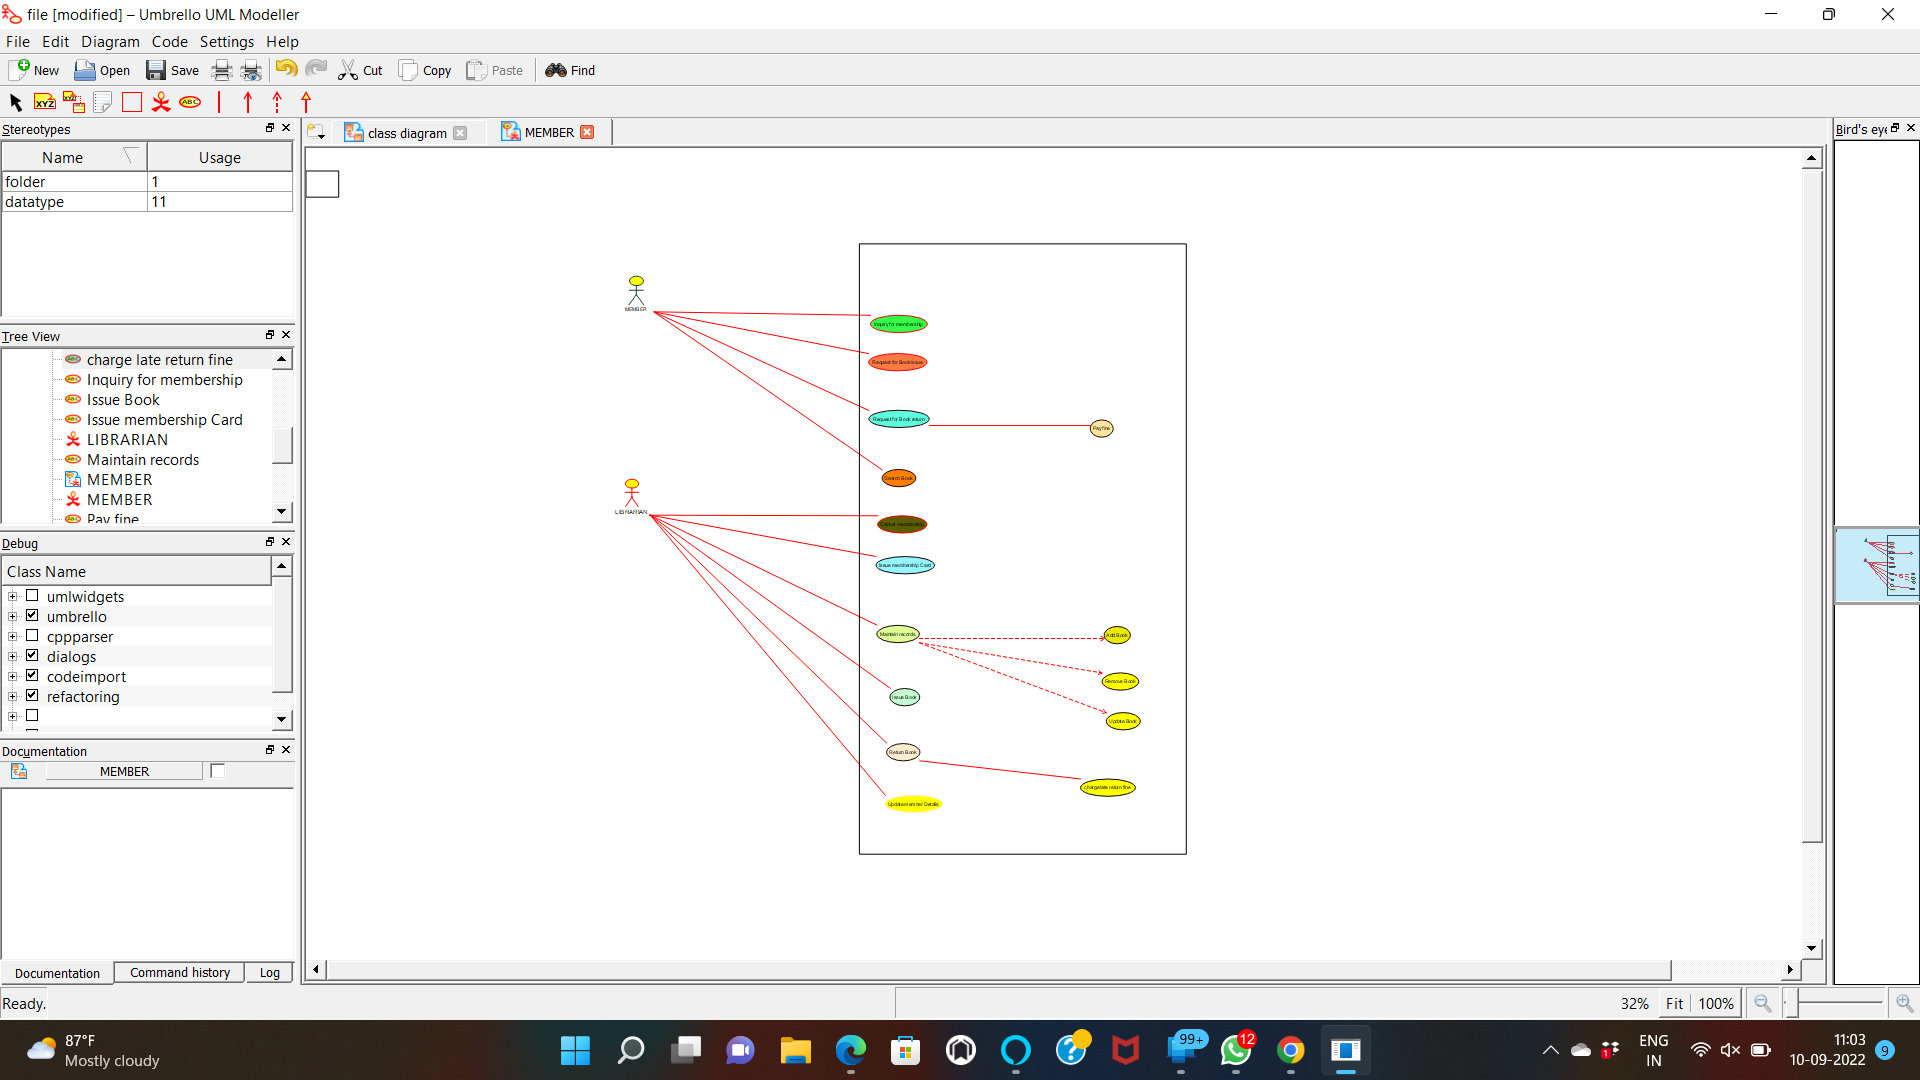 file [modified] – Umbrello UML Modeller
File Edit Diagram Code Settings Help
New Open Save Cut Copy Paste Find
XYZ XYZ ABC
Stereotypes
Name Usage
folder 1
datatype 11
Tree View
charge late return fine
Inquiry for membership
Issue Book
Issue membership Card
LIBRARIAN
Maintain records
MEMBER
MEMBER
Pay fine
Debug
Class Name
umlwidgets
umbrello
cppparser
dialogs
codeimport
refactoring
Documentation
MEMBER
Documentation Command history Log
Ready.
class diagram MEMBER
Bird's eye
MEMBER
Inquiry for membership
Request for Book issue
Request for Book return
Pay fine
Search Book
LIBRARIAN
Issue membership Card
Maintain records
Add Book
Remove Book
Issue Book
Update Book
Return Book
charge late return fine
Update member Details
32% Fit 100%
87°F
Mostly cloudy
99+
12
1
ENG
IN
11:03
10-09-2022
9